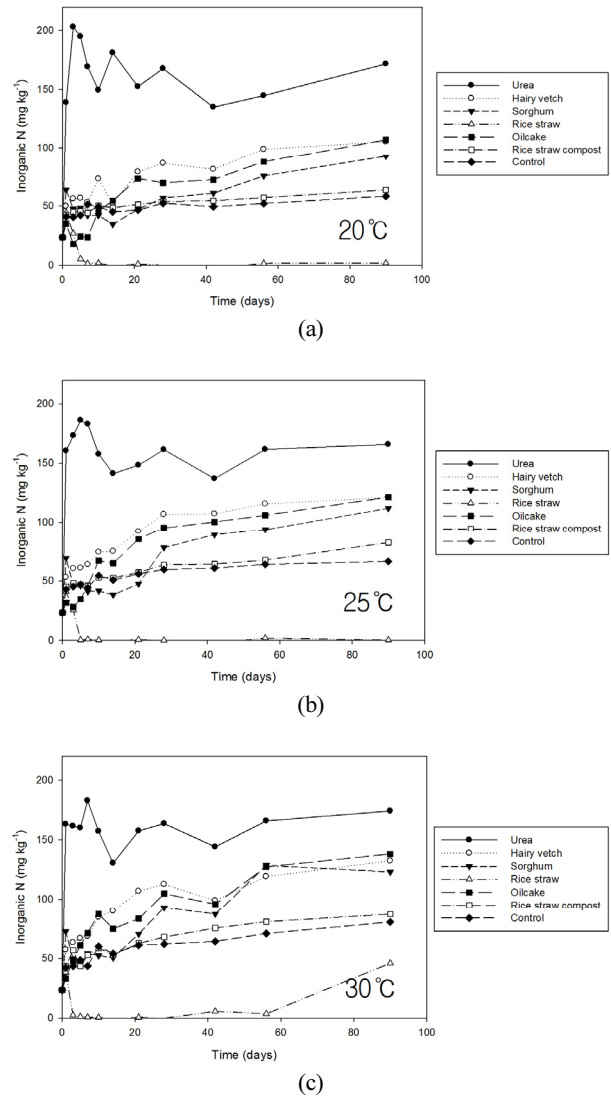 200
150
100
50
0
Inorganic N (mg kg⁻¹)
20℃
0 20 40 60 80 100
Time (days)
Urea
Hairy vetch
Sorghum
Rice straw
Oilcake
Rice straw compost
Control
(a)
200
150
100
50
0
Inorganic N (mg kg⁻¹)
25℃
0 20 40 60 80 100
Time (days)
Urea
Hairy vetch
Sorghum
Rice straw
Oilcake
Rice straw compost
Control
(b)
200
150
100
50
0
Inorganic N (mg kg⁻¹)
30℃
0 20 40 60 80 100
Time (days)
Urea
Hairy vetch
Sorghum
Rice straw
Oilcake
Rice straw compost
Control
(c)